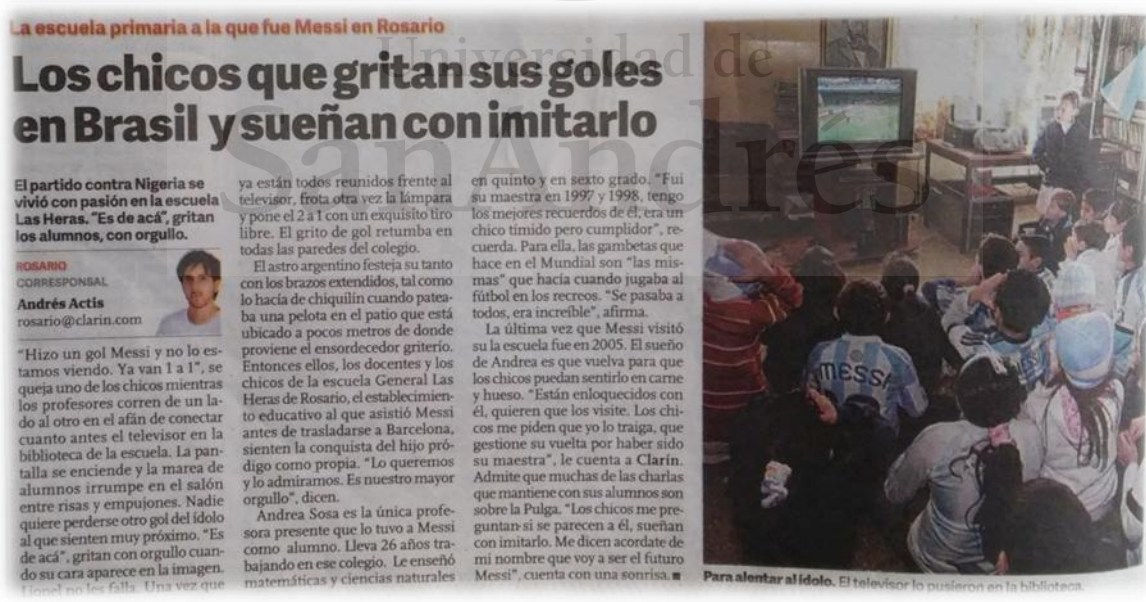 La escuela primaria a la que fue Messi en Rosario
Los chicos que gritan sus goles
en Brasil y sueñan con imitarlo
El partido contra Nigeria se
vivió con pasión en la escuela
Las Heras. "Es de acá", gritan
los alumnos, con orgullo.
ROSARIO
CORRESPONSAL
Andrés Actis
rosario@clarin.com
"Hizo un gol Messi y no lo es-
tamos viendo. Ya van 1 a 1", se
queja uno de los chicos mientras
los profesores corren de un la-
do al otro en el afán de conectar
cuanto antes el televisor en la
biblioteca de la escuela. La pan-
talla se enciende y la marea de
alumnos irrumpe en el salón
entre risas y empujones. Nadie
quiere perderse otro gol del ídolo
al que sienten muy próximo. "Es
de acá", gritan con orgullo cuan-
do su cara aparece en la imagen.
Lionel no les falla. Una vez que
ya están todos reunidos frente al
televisor, frota otra vez la lámpara
y pone el 2 a 1 con un exquisito tiro
libre. El grito de gol retumba en
todas las paredes del colegio.
El astro argentino festeja su tanto
con los brazos extendidos, tal como
lo hacía de chiquilín cuando patea-
ba una pelota en el patio que está
ubicado a pocos metros de donde
proviene el ensordecedor griterío.
Entonces ellos, los docentes y los
chicos de la escuela General Las
Heras de Rosario, el establecimien-
to educativo al que asistió Messi
antes de trasladarse a Barcelona,
sienten la conquista del hijo pró-
digo como propia. "Lo queremos
y lo admiramos. Es nuestro mayor
orgullo", dicen.
Andrea Sosa es la única profe-
sora presente que lo tuvo a Messi
como alumno. Lleva 26 años tra-
bajando en ese colegio. Le enseñó
matemáticas y ciencias naturales
en quinto y en sexto grado. "Fui
su maestra en 1997 y 1998, tengo
los mejores recuerdos de él, era un
chico tímido pero cumplidor", re-
cuerda. Para ella, las gambetas que
hace en el Mundial son "las mis-
mas" que hacía cuando jugaba al
fútbol en los recreos. "Se pasaba a
todos, era increíble", afirma.
La última vez que Messi visitó
su la escuela fue en 2005. El sueño
de Andrea es que vuelva para que
los chicos puedan sentirlo en carne
y hueso. "Están enloquecidos con
él, quieren que los visite. Los chi-
cos me piden que yo lo traiga, que
gestione su vuelta por haber sido
su maestra", le cuenta a Clarín.
Admite que muchas de las charlas
que mantiene con sus alumnos son
sobre la Pulga. "Los chicos me pre-
guntan si se parecen a él, sueñan
con imitarlo. Me dicen acordate de
mi nombre que voy a ser el futuro
Messi", cuenta con una sonrisa. ■
MESSI
Para alentar al ídolo. El televisor lo pusieron en la biblioteca.
Universidad de
SanAndrés